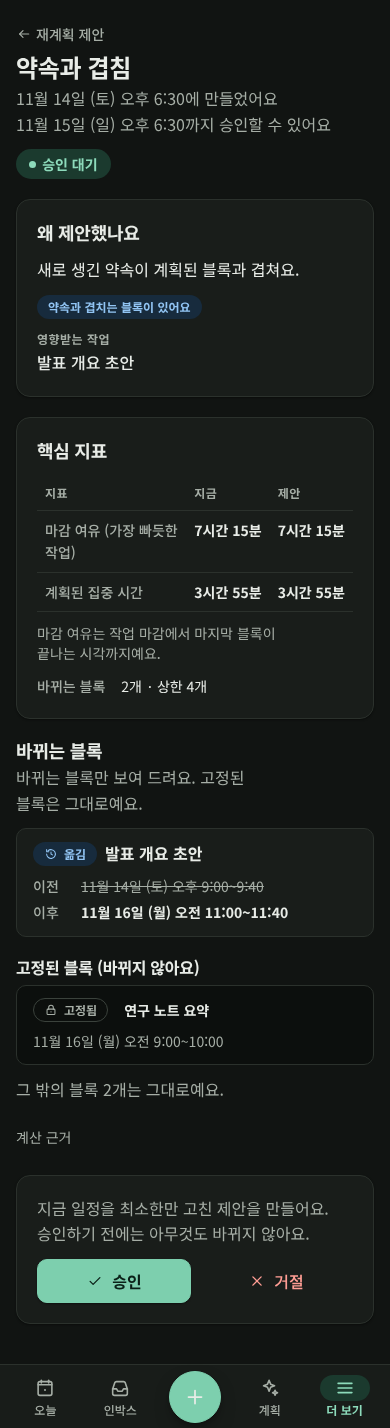 ← 재계획 제안
약속과 겹침
11월 14일 (토) 오후 6:30에 만들었어요
11월 15일 (일) 오후 6:30까지 승인할 수 있어요
승인 대기
왜 제안했나요
새로 생긴 약속이 계획된 블록과 겹쳐요.
약속과 겹치는 블록이 있어요
영향받는 작업
발표 개요 초안
핵심 지표
지표 지금 제안
마감 여유 (가장 빠듯한 7시간 15분 7시간 15분
작업)
계획된 집중 시간 3시간 55분 3시간 55분
마감 여유는 작업 마감에서 마지막 블록이
끝나는 시각까지예요.
바뀌는 블록 2개 · 상한 4개
바뀌는 블록
바뀌는 블록만 보여 드려요. 고정된
블록은 그대로예요.
옮김 발표 개요 초안
이전 11월 14일 (토) 오후 9:00~9:40
이후 11월 16일 (월) 오전 11:00~11:40
고정된 블록 (바뀌지 않아요)
고정됨 연구 노트 요약
11월 16일 (월) 오전 9:00~10:00
그 밖의 블록 2개는 그대로예요.
계산 근거
지금 일정을 최소한만 고친 제안을 만들어요.
승인하기 전에는 아무것도 바뀌지 않아요.
승인 거절
오늘 인박스 계획 더 보기